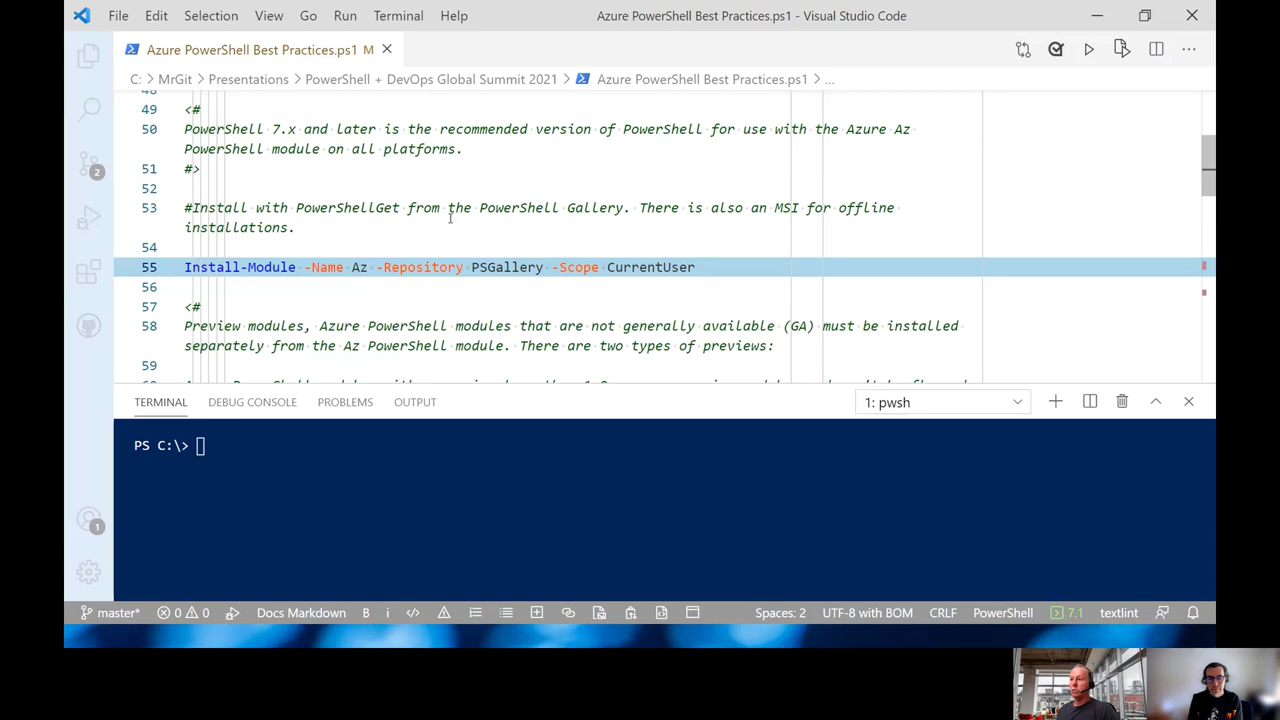 File Edit Selection View Go Run Terminal Help Azure PowerShell Best Practices.ps1 - Visual Studio Code
Azure PowerShell Best Practices.ps1 M
C: > MrGit > Presentations > PowerShell + DevOps Global Summit 2021 > Azure PowerShell Best Practices.ps1 > ...
48
49 <#
50 PowerShell 7.x and later is the recommended version of PowerShell for use with the Azure Az
PowerShell module on all platforms.
51 #>
52
53 #Install with PowerShellGet from the PowerShell Gallery. There is also an MSI for offline
installations.
54
55 Install-Module -Name Az -Repository PSGallery -Scope CurrentUser
56
57 <#
58 Preview modules, Azure PowerShell modules that are not generally available (GA) must be installed
separately from the Az PowerShell module. There are two types of previews:
59
2
1
TERMINAL DEBUG CONSOLE PROBLEMS OUTPUT 1: pwsh
PS C:\>
master* 0 0 Docs Markdown B i Spaces: 2 UTF-8 with BOM CRLF PowerShell 7.1 textlint